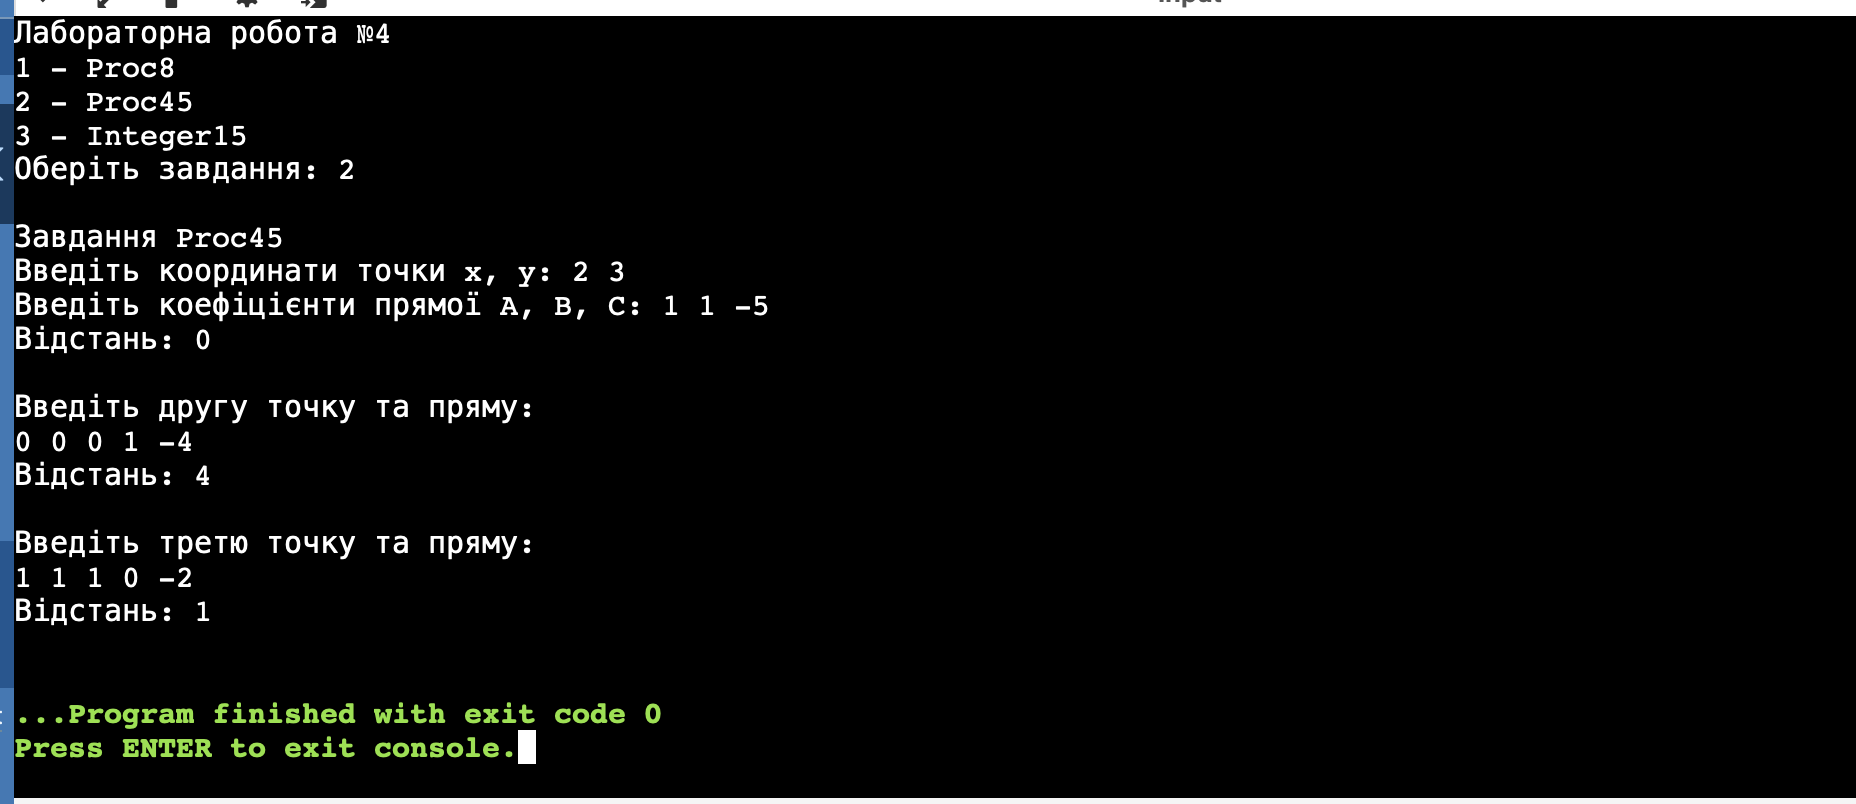 Лабораторна робота №4
1 - Proc8
2 - Proc45
3 - Integer15
Оберіть завдання: 2
Завдання Proc45
Введіть координати точки x, y: 2 3
Введіть коефіцієнти прямої A, B, C: 1 1 -5
Відстань: 0
Введіть другу точку та пряму:
0 0 0 1 -4
Відстань: 4
Введіть третю точку та пряму:
1 1 1 0 -2
Відстань: 1
...Program finished with exit code 0
Press ENTER to exit console.